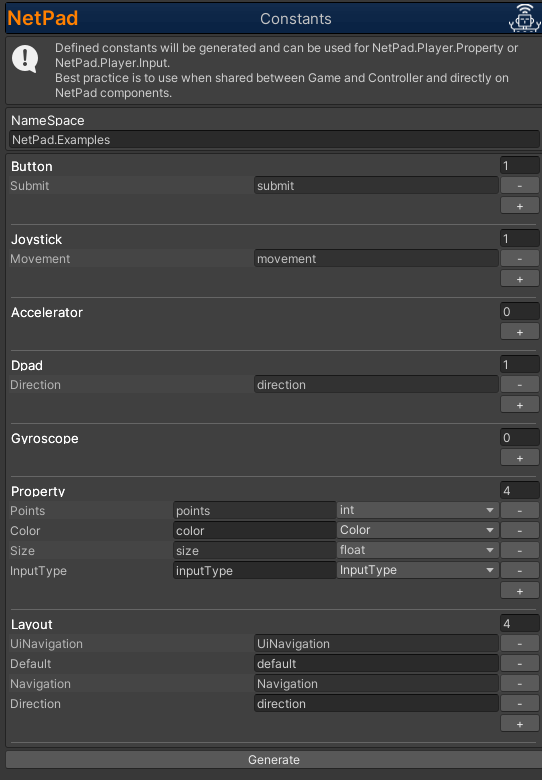 NetPad Constants
Defined constants will be generated and can be used for NetPad.Player.Property or
NetPad.Player.Input.
Best practice is to use when shared between Game and Controller and directly on
NetPad components.
NameSpace
NetPad.Examples
Button 1
Submit submit -
+
Joystick 1
Movement movement -
+
Accelerator 0
+
Dpad 1
Direction direction -
+
Gyroscope 0
+
Property 4
Points points int -
Color color Color -
Size size float -
InputType inputType InputType -
+
Layout 4
UiNavigation UiNavigation -
Default default -
Navigation Navigation -
Direction direction -
+
Generate